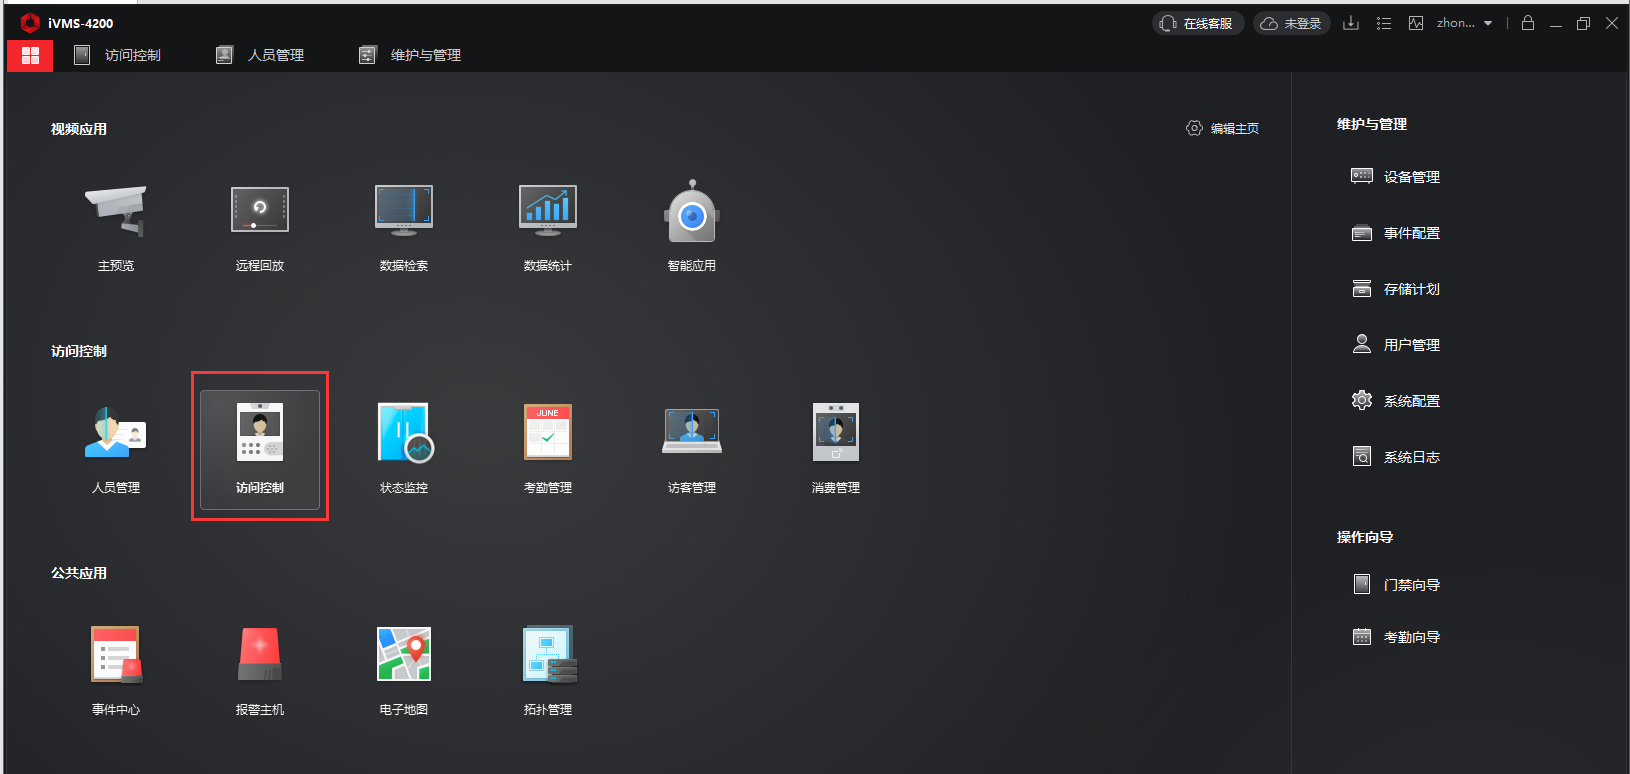 iVMS-4200
在线客服
未登录
zhon...
访问控制
人员管理
维护与管理
视频应用
编辑主页
主预览
远程回放
数据检索
数据统计
智能应用
访问控制
人员管理
访问控制
状态监控
JUNE
考勤管理
访客管理
消费管理
公共应用
事件中心
报警主机
电子地图
拓扑管理
维护与管理
设备管理
事件配置
存储计划
用户管理
系统配置
系统日志
操作向导
门禁向导
考勤向导